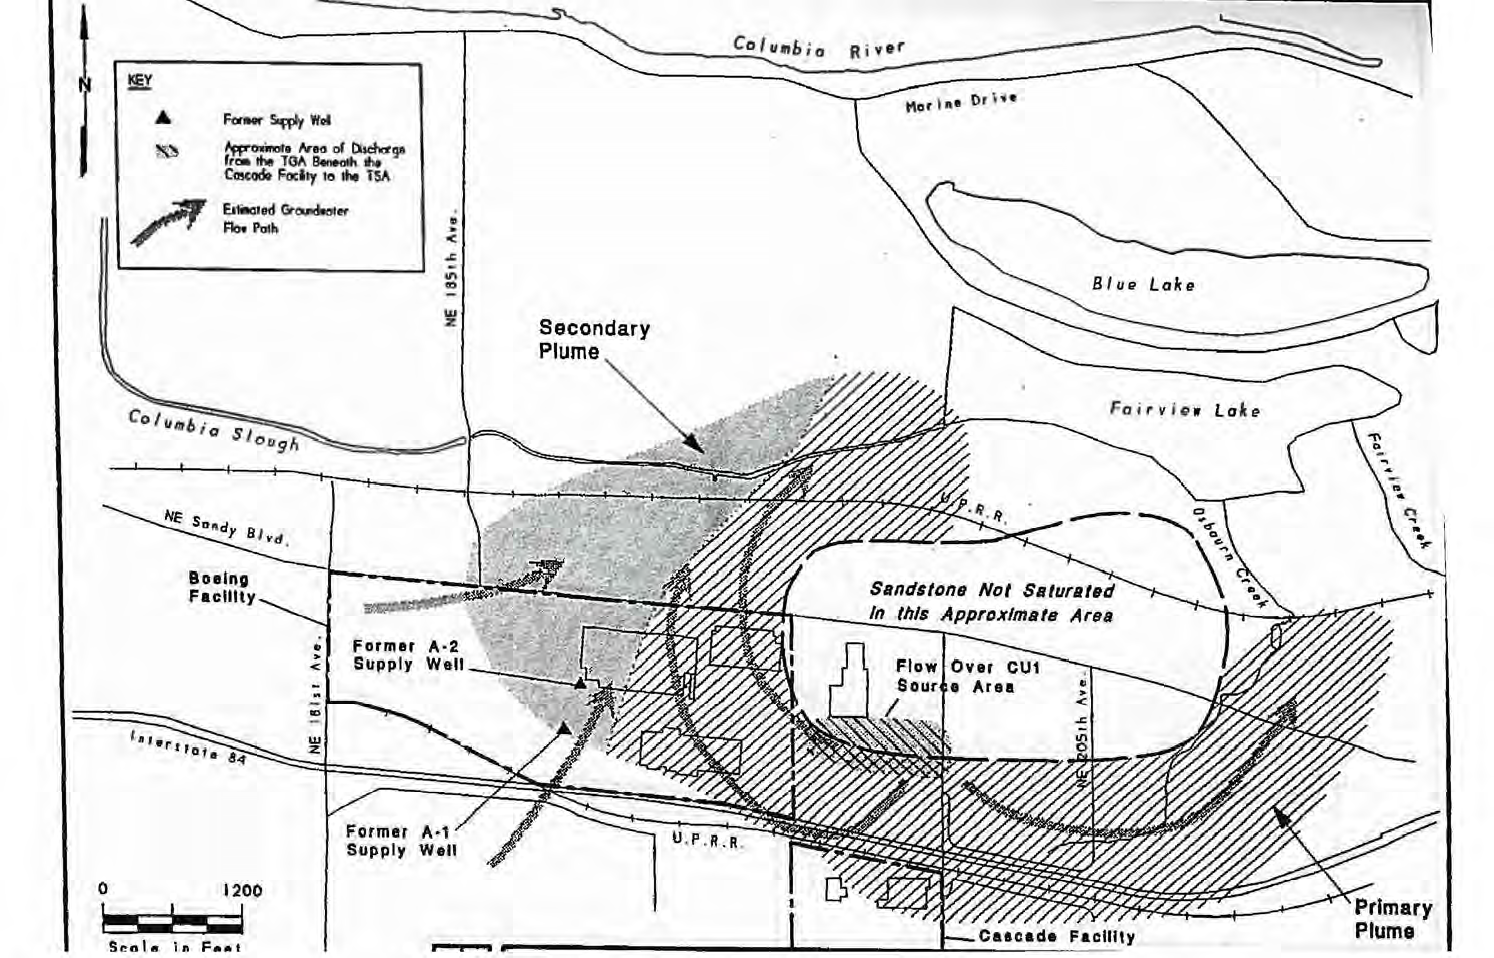 Columbia River
Marine Drive
N
KEY
Former Supply Well
Approximate Area of Discharge
from the TGA Beneath the
Cascade Facility to the TSA
Estimated Groundwater
Flow Path
NE 185th Ave.
Blue Lake
Secondary
Plume
Fairview Lake
Columbia Slough
Fairview Creek
U.P.R.R.
Osbourn Creek
NE Sandy Blvd.
Boeing
Facility
Sandstone Not Saturated
in this Approximate Area
Former A-2
Supply Well
Flow Over CU1
Source Area
NE 181st Ave.
NE 205th Ave.
Interstate 84
Former A-1
Supply Well
U.P.R.R.
0 1200
Scale in Feet
Primary
Plume
Cascade Facility